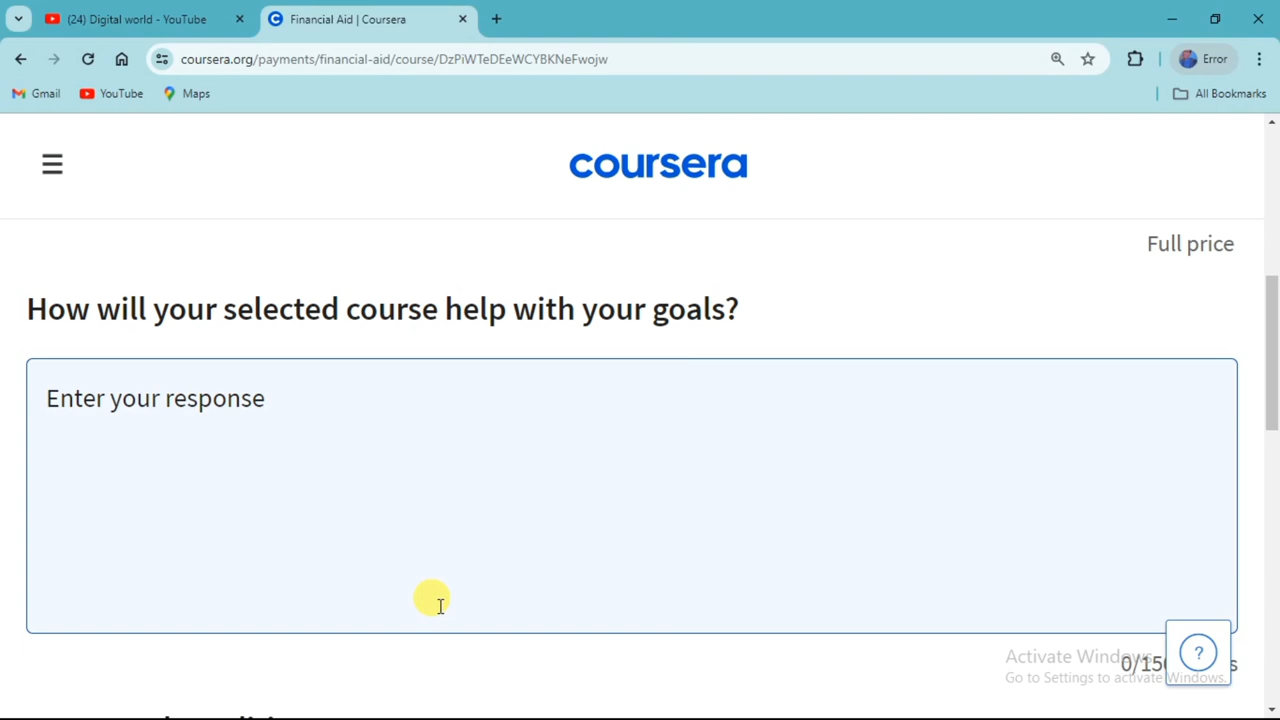 (24) Digital world - YouTube
Financial Aid | Coursera
coursera.org/payments/financial-aid/course/DzPiWTeDEeWCYBKNeFwojw
Error
Gmail
YouTube
Maps
All Bookmarks
coursera
Full price
How will your selected course help with your goals?
Enter your response
Activate Windows
0/150
Go to Settings to activate Windows.
?